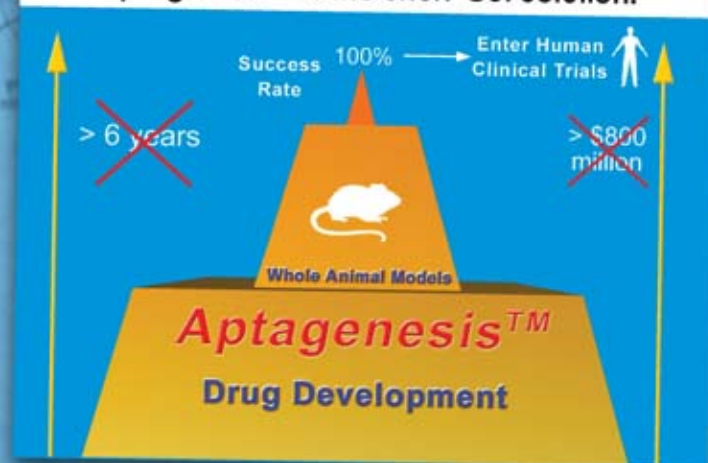 Enter Human
Success 100% Clinical Trials
Rate
> 6 years
> $800
million
Whole Animal Models
Aptagenesis™
Drug Development